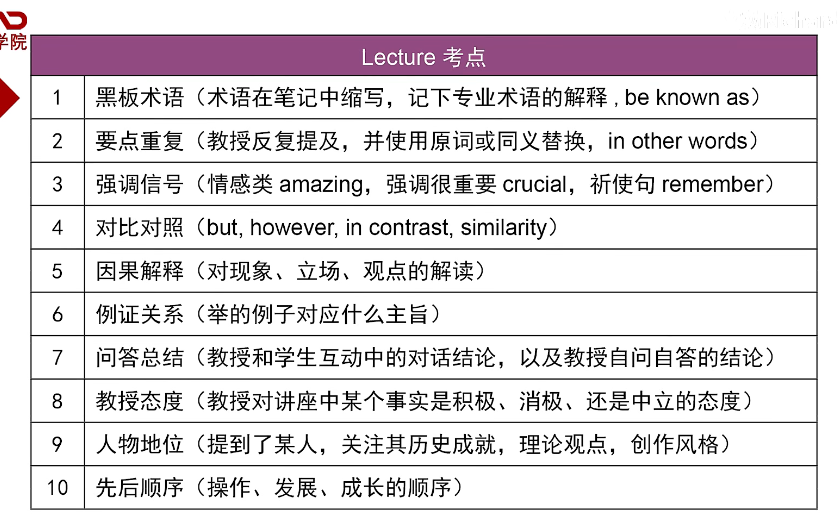 学院
Lecture 考点
1 黑板术语（术语在笔记中缩写，记下专业术语的解释 , be known as）
2 要点重复（教授反复提及，并使用原词或同义替换，in other words）
3 强调信号（情感类 amazing，强调很重要 crucial，祈使句 remember）
4 对比对照（but, however, in contrast, similarity）
5 因果解释（对现象、立场、观点的解读）
6 例证关系（举的例子对应什么主旨）
7 问答总结（教授和学生互动中的对话结论，以及教授自问自答的结论）
8 教授态度（教授对讲座中某个事实是积极、消极、还是中立的态度）
9 人物地位（提到了某人，关注其历史成就，理论观点，创作风格）
10 先后顺序（操作、发展、成长的顺序）